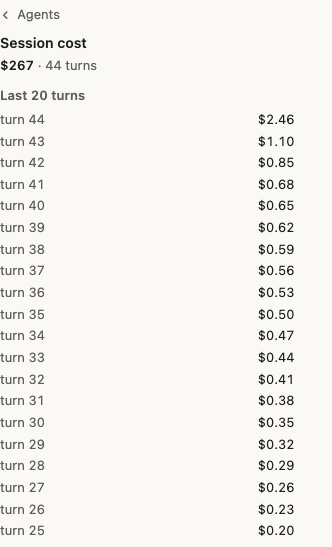 Agents
Session cost
$267 · 44 turns
Last 20 turns
turn 44 $2.46
turn 43 $1.10
turn 42 $0.85
turn 41 $0.68
turn 40 $0.65
turn 39 $0.62
turn 38 $0.59
turn 37 $0.56
turn 36 $0.53
turn 35 $0.50
turn 34 $0.47
turn 33 $0.44
turn 32 $0.41
turn 31 $0.38
turn 30 $0.35
turn 29 $0.32
turn 28 $0.29
turn 27 $0.26
turn 26 $0.23
turn 25 $0.20